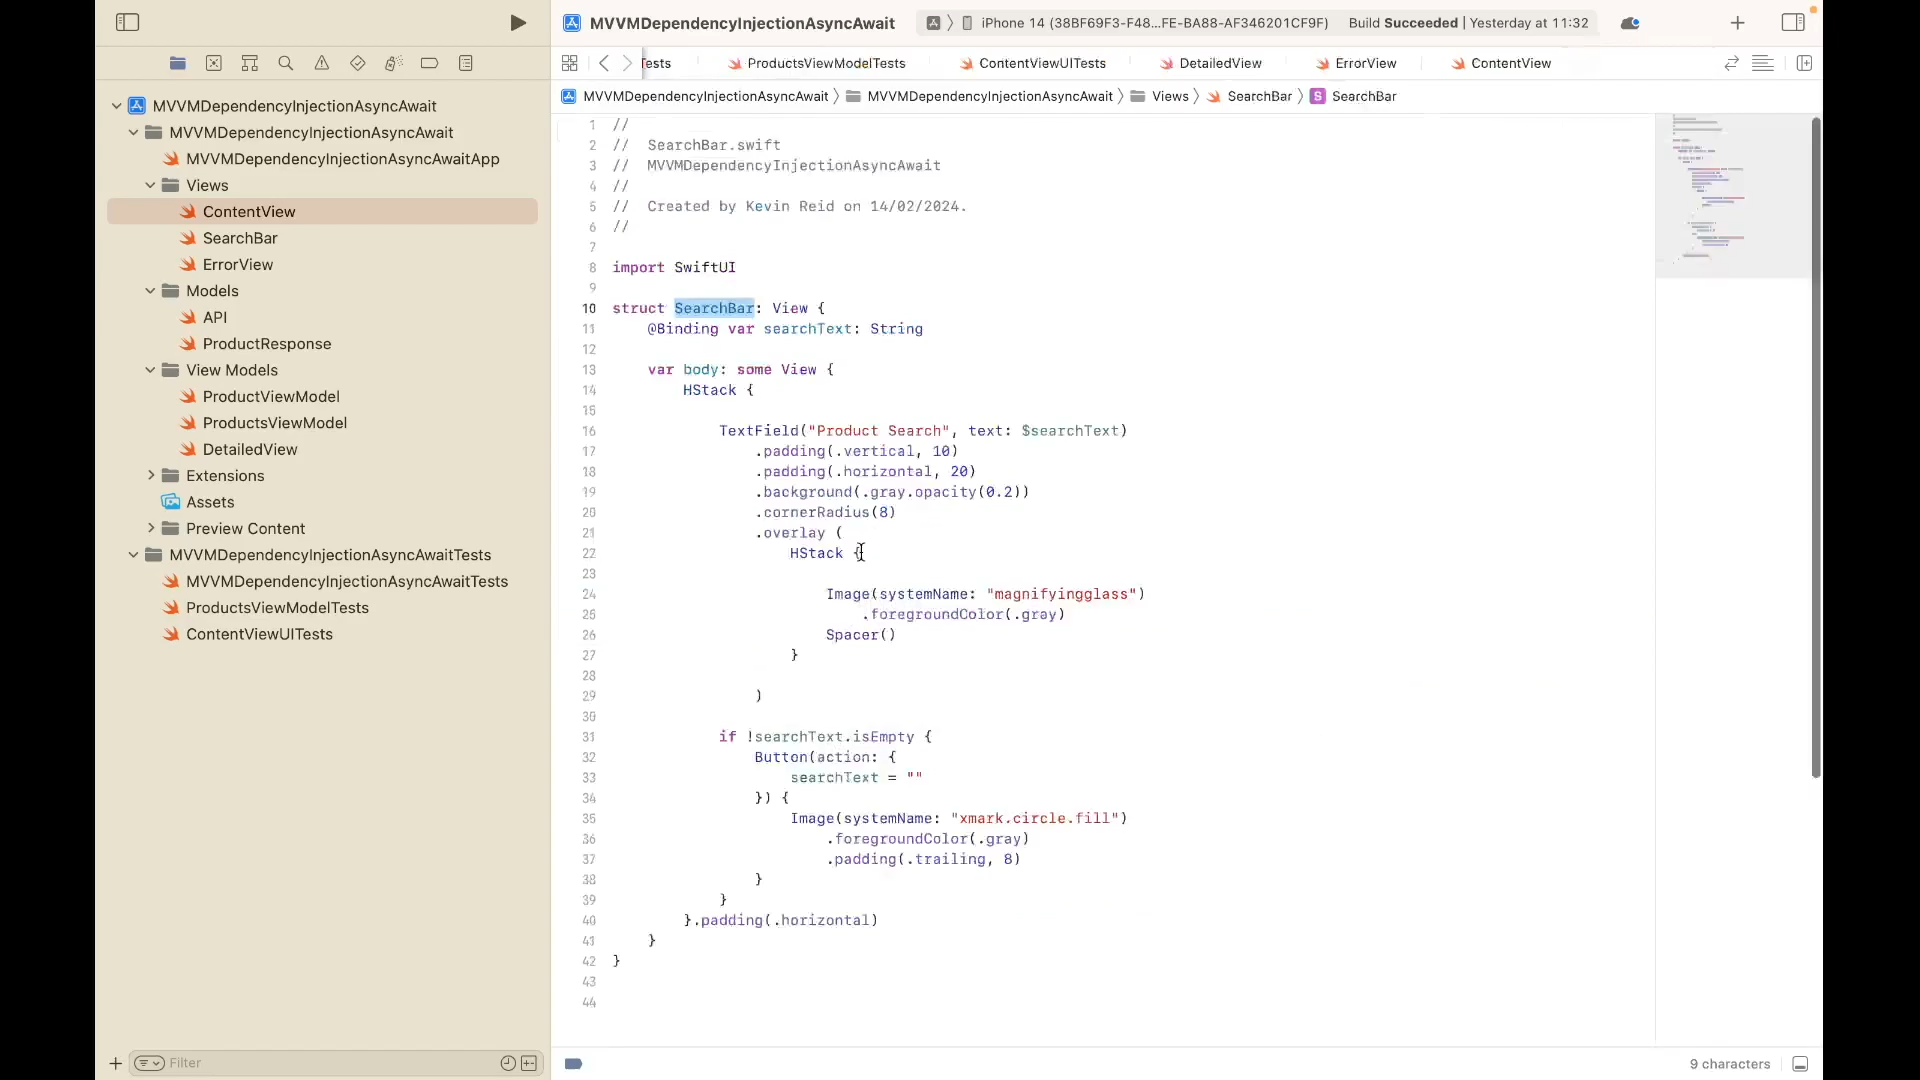 MVVMDependencyInjectionAsyncAwait
iPhone 14 (38BF69F3-F48...FE-BA88-AF346201CF9F)
Build Succeeded | Yesterday at 11:32
Tests
ProductsViewModelTests
ContentViewUITests
DetailedView
ErrorView
ContentView
MVVMDependencyInjectionAsyncAwait
MVVMDependencyInjectionAsyncAwait
Views
SearchBar
S SearchBar
MVVMDependencyInjectionAsyncAwait
MVVMDependencyInjectionAsyncAwait
MVVMDependencyInjectionAsyncAwaitApp
Views
ContentView
SearchBar
ErrorView
Models
API
ProductResponse
View Models
ProductViewModel
ProductsViewModel
DetailedView
Extensions
Assets
Preview Content
MVVMDependencyInjectionAsyncAwaitTests
MVVMDependencyInjectionAsyncAwaitTests
ProductsViewModelTests
ContentViewUITests
Filter
1 //
2 //  SearchBar.swift
3 //  MVVMDependencyInjectionAsyncAwait
4 //
5 //  Created by Kevin Reid on 14/02/2024.
6 //
7
8 import SwiftUI
9
10 struct SearchBar: View {
11     @Binding var searchText: String
12
13     var body: some View {
14         HStack {
15
16             TextField("Product Search", text: $searchText)
17                 .padding(.vertical, 10)
18                 .padding(.horizontal, 20)
19                 .background(.gray.opacity(0.2))
20                 .cornerRadius(8)
21                 .overlay (
22                     HStack {
23
24                         Image(systemName: "magnifyingglass")
25                             .foregroundColor(.gray)
26                         Spacer()
27                     }
28
29                 )
30
31             if !searchText.isEmpty {
32                 Button(action: {
33                     searchText = ""
34                 }) {
35                     Image(systemName: "xmark.circle.fill")
36                         .foregroundColor(.gray)
37                         .padding(.trailing, 8)
38                 }
39             }
40         }.padding(.horizontal)
41     }
42 }
43
44
9 characters